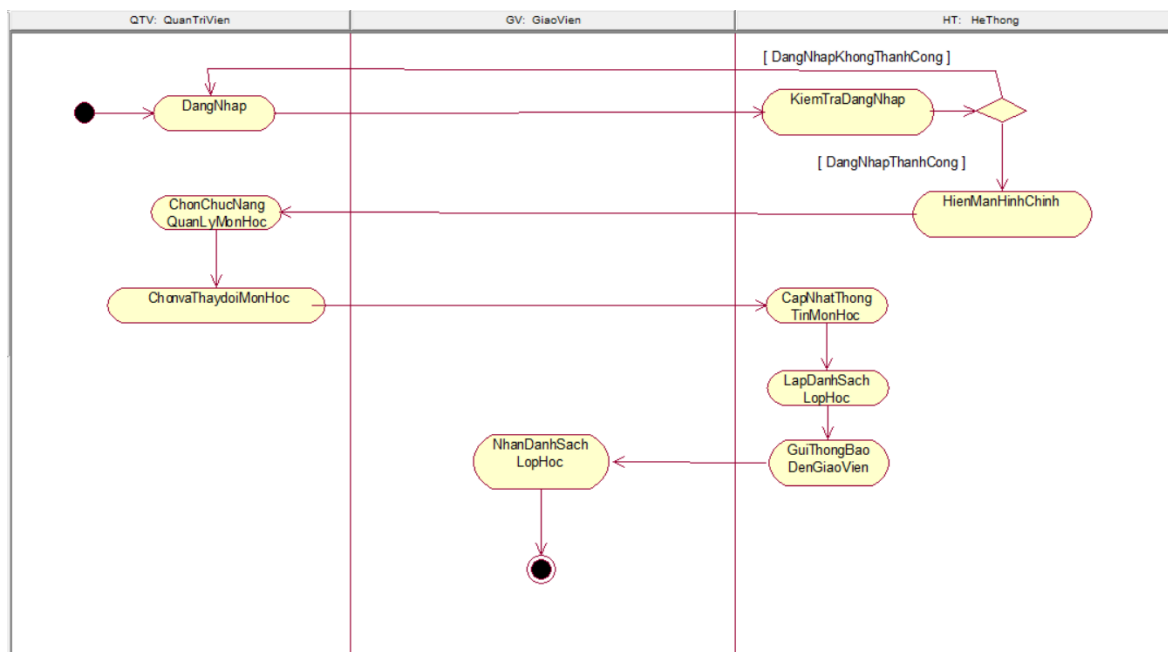 QTV: QuanTriVien
GV: GiaoVien
HT: HeThong
[ DangNhapKhongThanhCong ]
DangNhap
KiemTraDangNhap
[ DangNhapThanhCong ]
ChonChucNang
QuanLyMonHoc
HienManHinhChinh
ChonvaThaydoiMonHoc
CapNhatThong
TinMonHoc
LapDanhSach
LopHoc
NhanDanhSach
LopHoc
GuiThongBao
DenGiaoVien